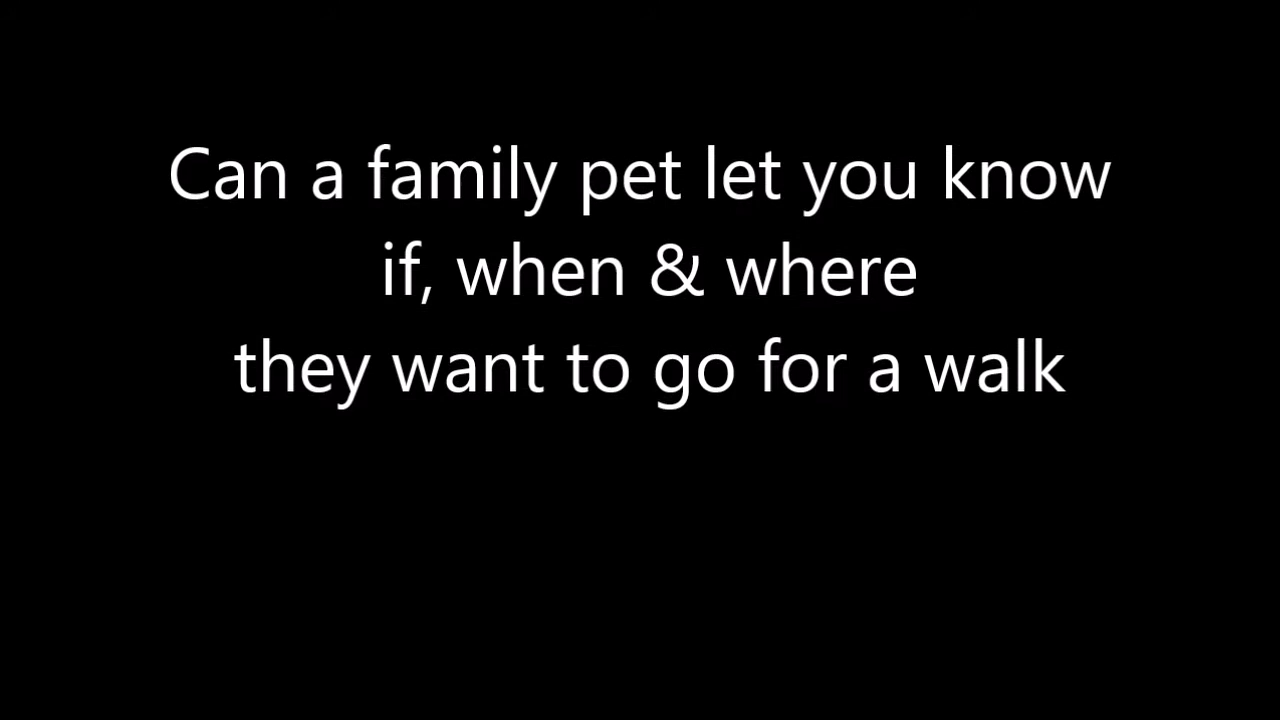 Can a family pet let you know
if, when & where
they want to go for a walk